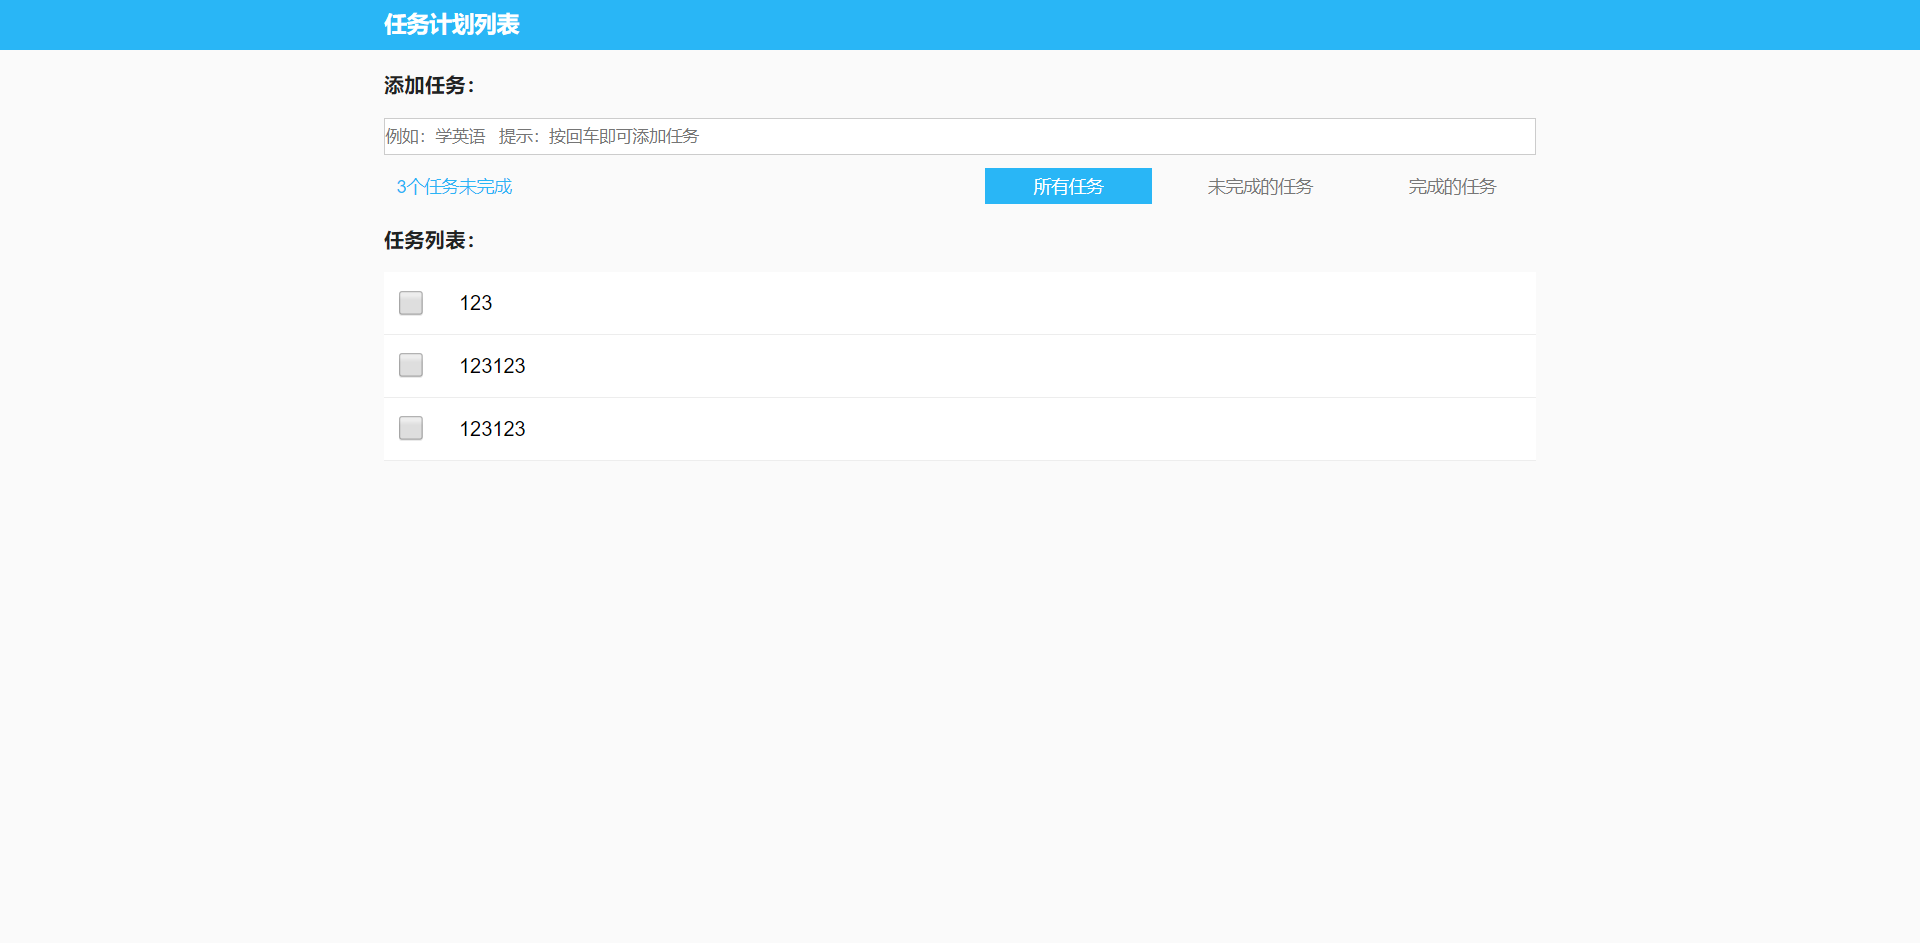 任务计划列表
添加任务：
例如：学英语 提示：按回车即可添加任务
3个任务未完成 所有任务 未完成的任务 完成的任务
任务列表：
123
123123
123123